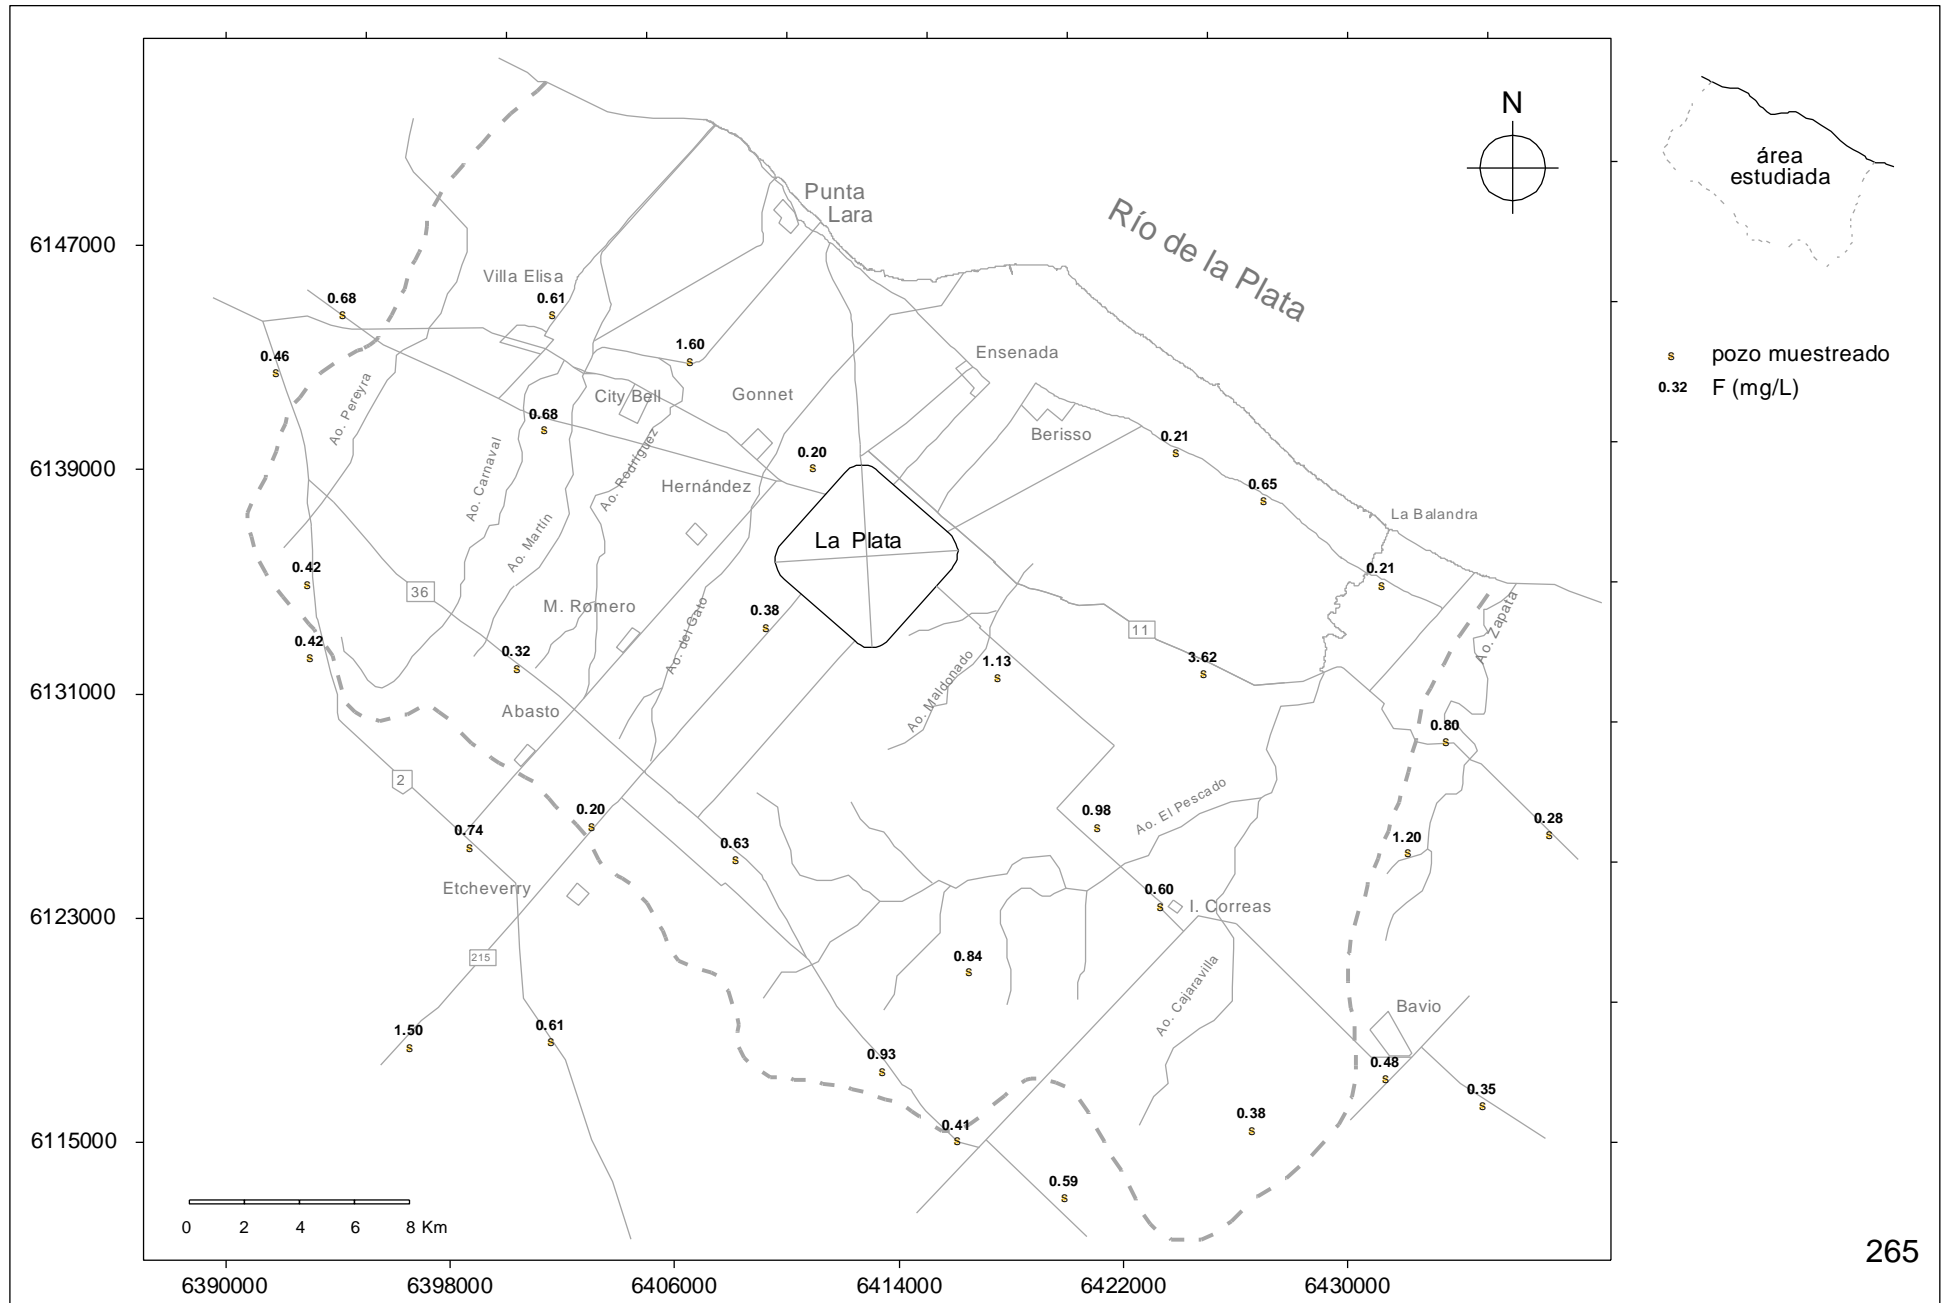 N
área
estudiada
Punta
Lara
Río de la Plata
6147000
Villa Elisa
0.68
0.61
s
s
1.60
s
Ensenada
s
pozo muestreado
0.46
s
0.32
F (mg/L)
Ao. Pereyra
City Bell
Gonnet
0.68
s
Berisso
0.21
s
6139000
0.20
s
Ao. Carnaval
Ao. Rodríguez
Hernández
0.65
s
La Balandra
Ao. Martín
La Plata
0.42
s
0.21
s
36
M. Romero
0.38
s
Ao. del Gato
Ao. Zapata
11
0.42
s
0.32
s
1.13
s
3.62
s
Ao. Maldonado
6131000
Abasto
0.80
s
2
0.74
s
0.20
s
0.63
s
0.98
s
Ao. El Pescado
1.20
s
0.28
s
Etcheverry
0.60
s
I. Correas
6123000
215
0.84
s
Ao. Cajaravilla
Bavio
1.50
s
0.61
s
0.93
s
0.48
s
0.35
s
0.38
s
6115000
0.41
s
0.59
s
0 2 4 6 8 Km
265
6390000 6398000 6406000 6414000 6422000 6430000